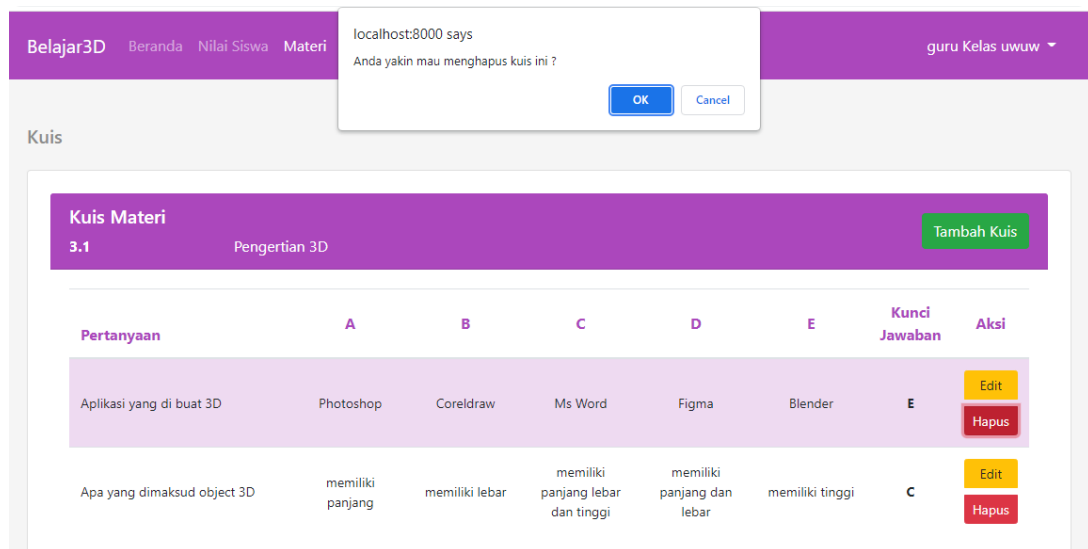 localhost:8000 says
Anda yakin mau menghapus kuis ini ?
OK Cancel
Belajar3D Beranda Nilai Siswa Materi guru Kelas uwuw
Kuis
Kuis Materi
3.1 Pengertian 3D
Tambah Kuis
Pertanyaan A B C D E Kunci Jawaban Aksi
Aplikasi yang di buat 3D Photoshop Coreldraw Ms Word Figma Blender E Edit
Hapus
Apa yang dimaksud object 3D memiliki panjang memiliki lebar memiliki panjang lebar dan tinggi memiliki panjang dan lebar memiliki tinggi C Edit
Hapus